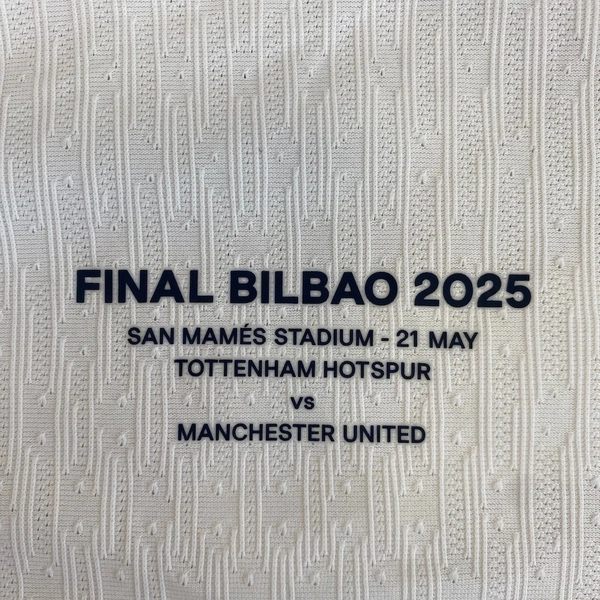 FINAL BILBAO 2025
SAN MAMÉS STADIUM - 21 MAY
TOTTENHAM HOTSPUR
vs
MANCHESTER UNITED